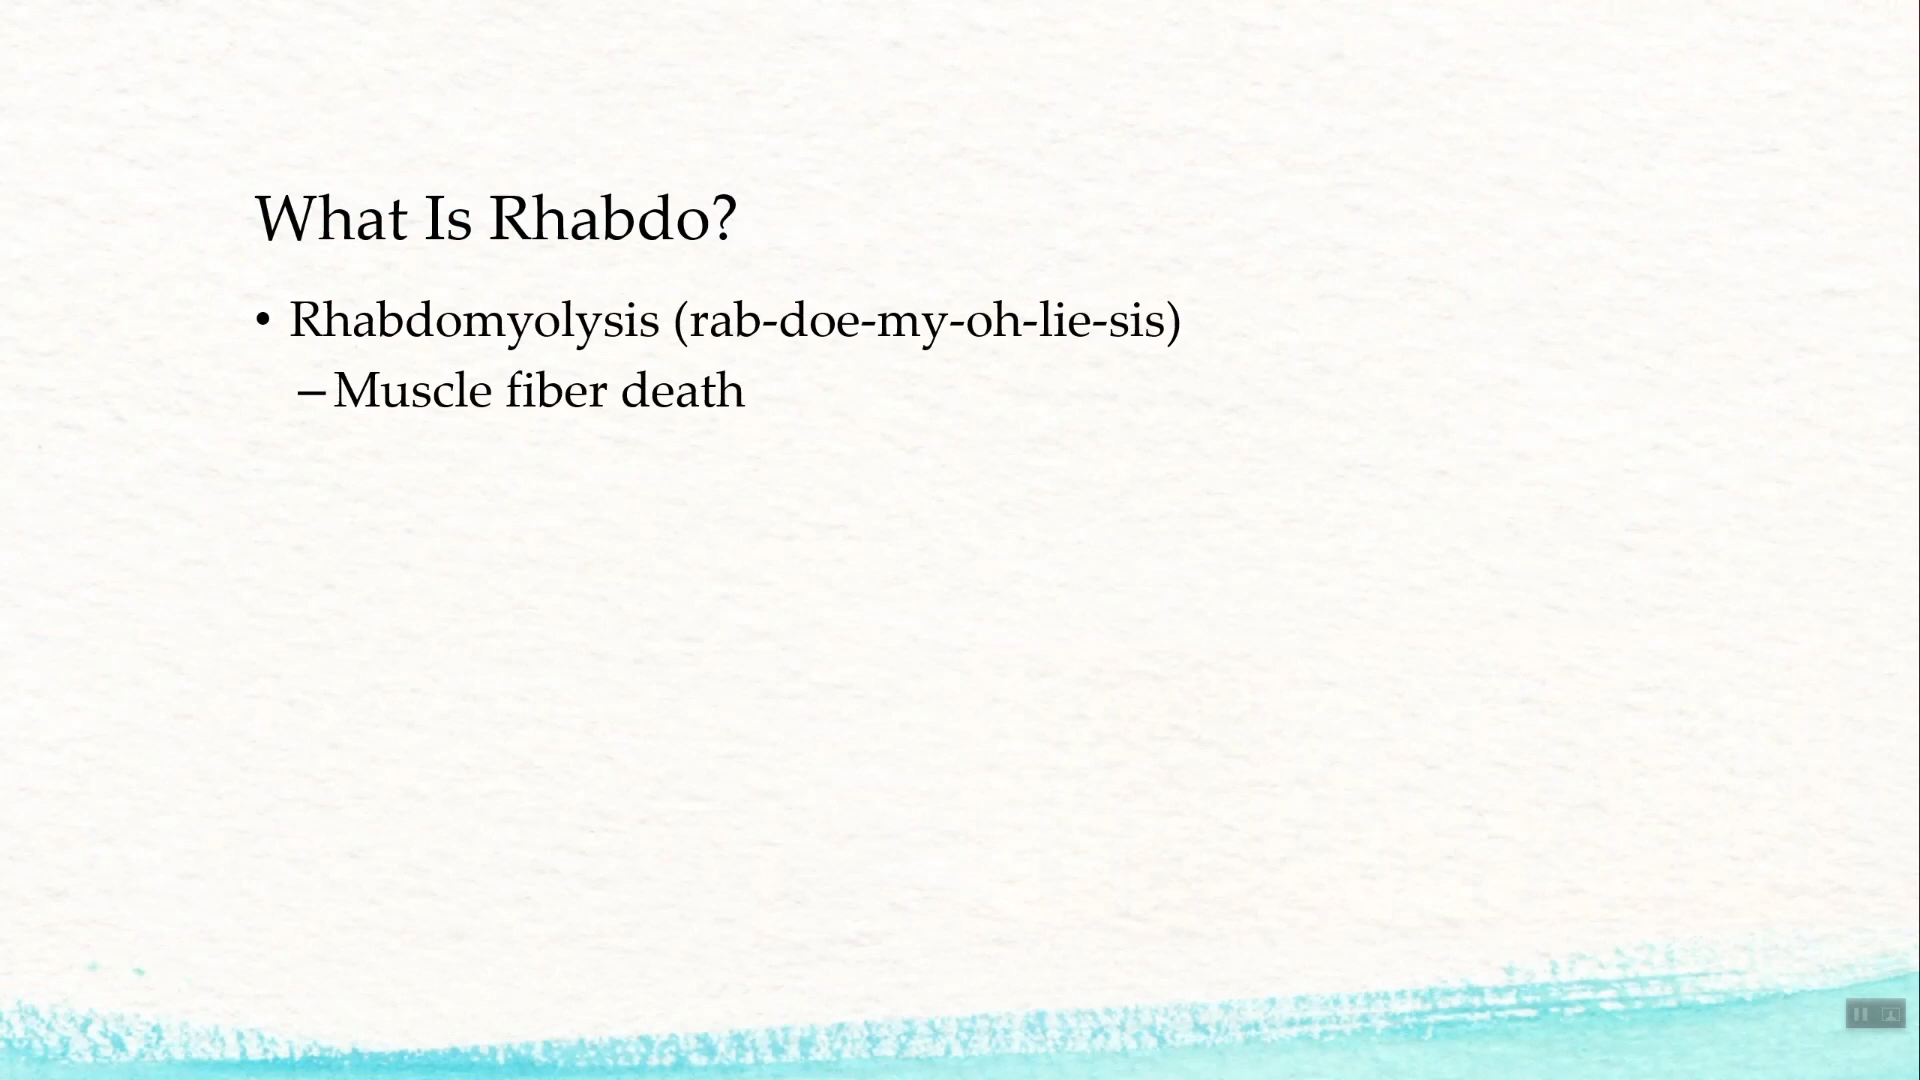 What Is Rhabdo?
• Rhabdomyolysis (rab-doe-my-oh-lie-sis)
– Muscle fiber death